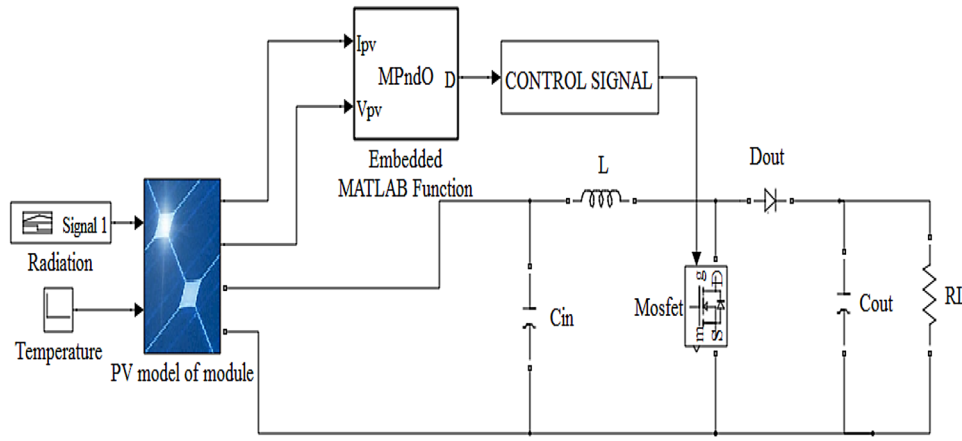 Ipv
MPndO
D
Vpv
CONTROL SIGNAL
Embedded
MATLAB Function
L
Dout
Signal 1
Radiation
Temperature
PV model of module
Cin
Mosfet
g
D
m
S
Cout
RL